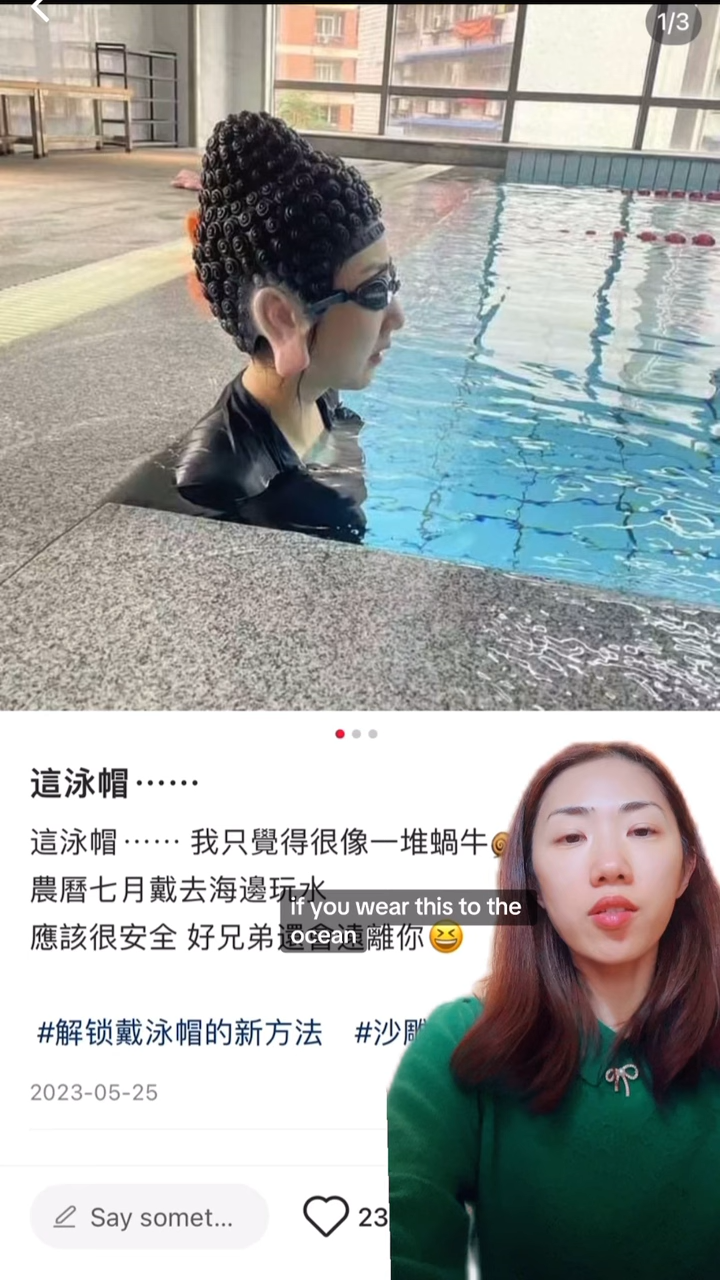 1/3
這泳帽……
這泳帽…… 我只覺得很像一堆蝸牛🐌
農曆七月戴去海邊玩水
應該很安全 好兄弟還會遠離你😆
If you wear this to the
ocean
#解锁戴泳帽的新方法 #沙雕
2023-05-25
Say somet...
23